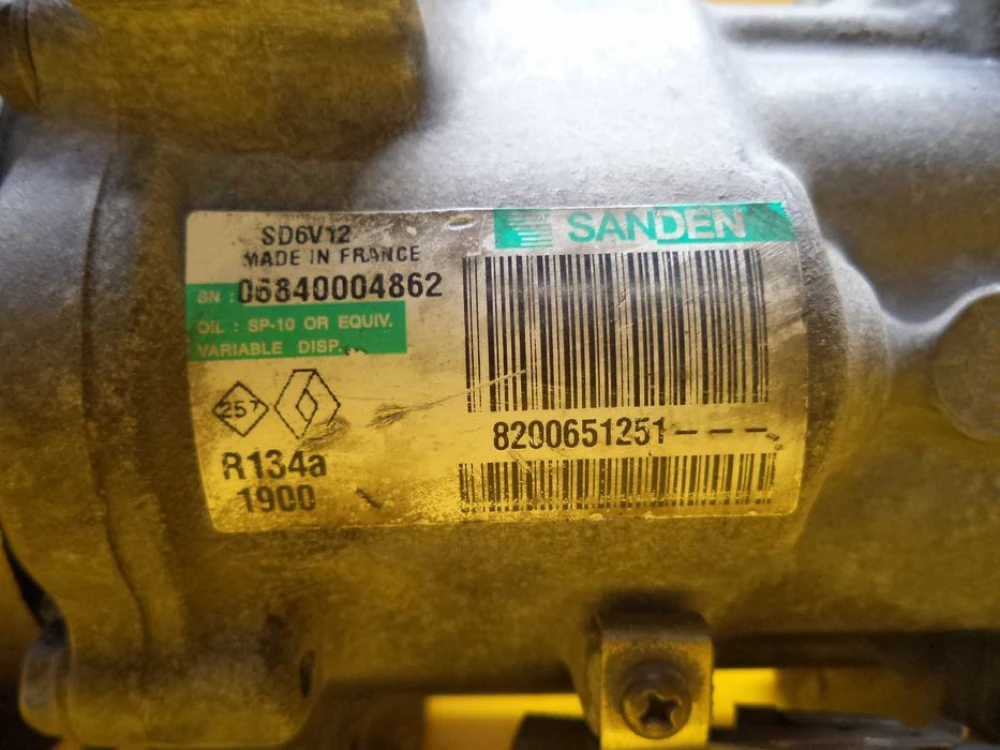 SANDEN
SD6V12
MADE IN FRANCE
SN : 06840004862
OIL : SP-10 OR EQUIV.
VARIABLE DISP.
257
R134a
1900
8200651251---